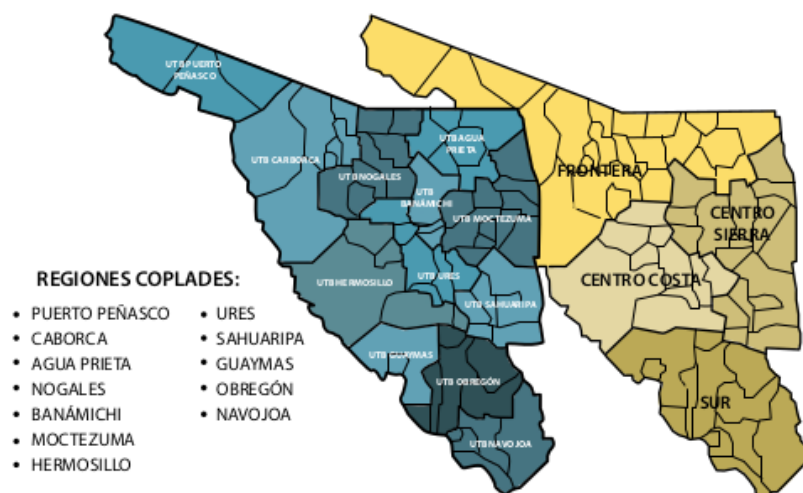 UTB PUERTO
PEÑASCO
UTB CARBOACA
UTB NOGALES
UTB AGUA
PRIETA
UTB
BANÁMICHI
UTB MOCTEZUMA
UTB HERMOSILLO
UTB URES
UTB SAHUARIPA
UTB GUAYMAS
UTB OBREGÓN
UTB NAVOJOA
FRONTERA
CENTRO
SIERRA
CENTRO COSTA
SUR
REGIONES COPLADES:
• PUERTO PEÑASCO
• CABORCA
• AGUA PRIETA
• NOGALES
• BANÁMICHI
• MOCTEZUMA
• HERMOSILLO
• URES
• SAHUARIPA
• GUAYMAS
• OBREGÓN
• NAVOJOA